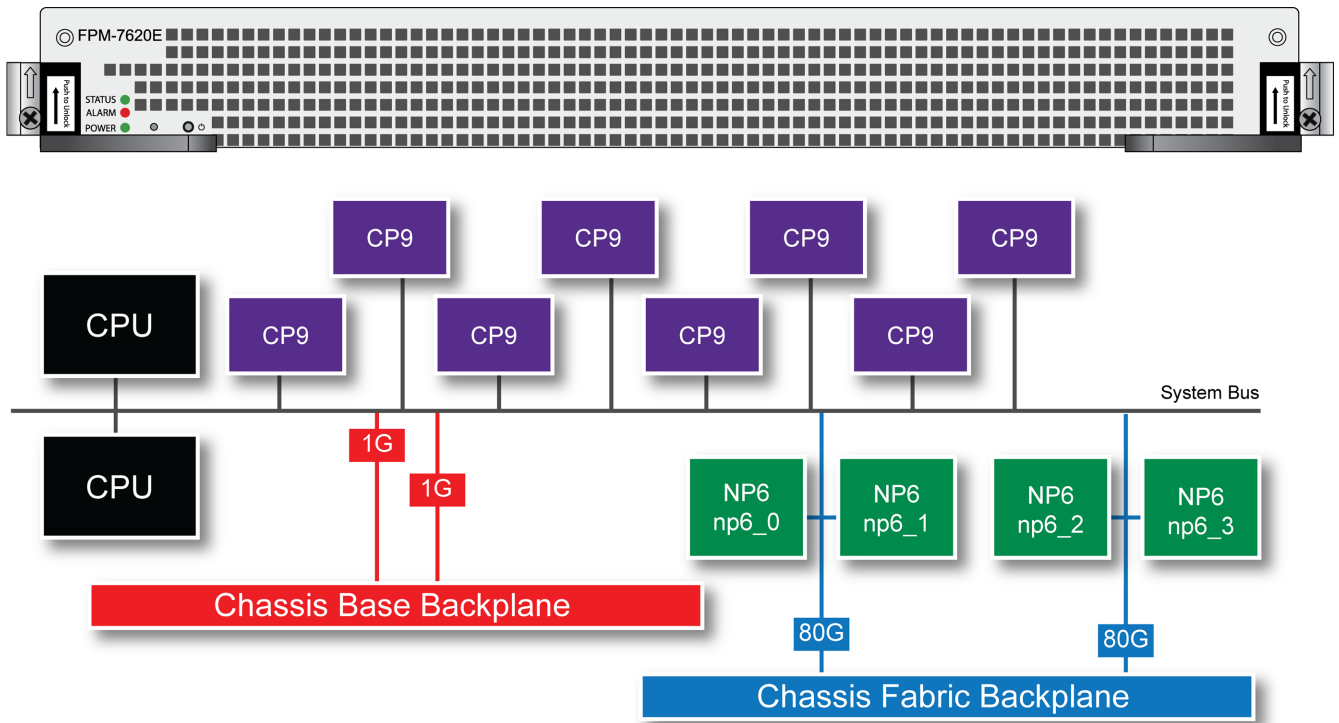 FPM-7620E
Push to Unlock
STATUS
ALARM
POWER
Push to Unlock
CP9
CP9
CP9
CP9
CPU
CP9
CP9
CP9
CP9
System Bus
CPU
1G
1G
NP6
np6_0
NP6
np6_1
NP6
np6_2
NP6
np6_3
Chassis Base Backplane
80G
80G
Chassis Fabric Backplane